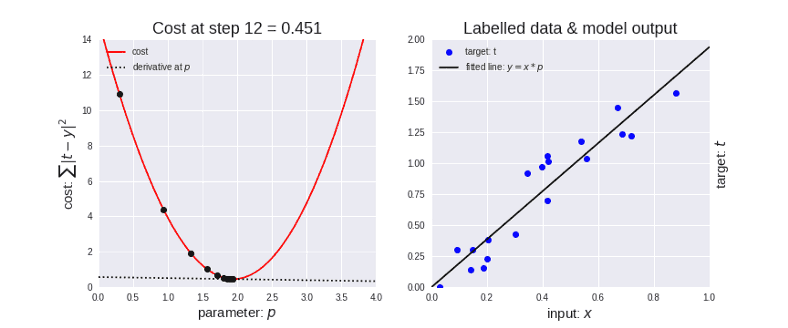 Cost at step 12 = 0.451
14
12
10
8
6
4
2
0
cost: ∑|t − y|²
cost
derivative at p
0.0 0.5 1.0 1.5 2.0 2.5 3.0 3.5 4.0
parameter: p
Labelled data & model output
2.00
1.75
1.50
1.25
1.00
0.75
0.50
0.25
0.00
target: t
fitted line: y = x * p
0.0 0.2 0.4 0.6 0.8 1.0
input: x
target: t